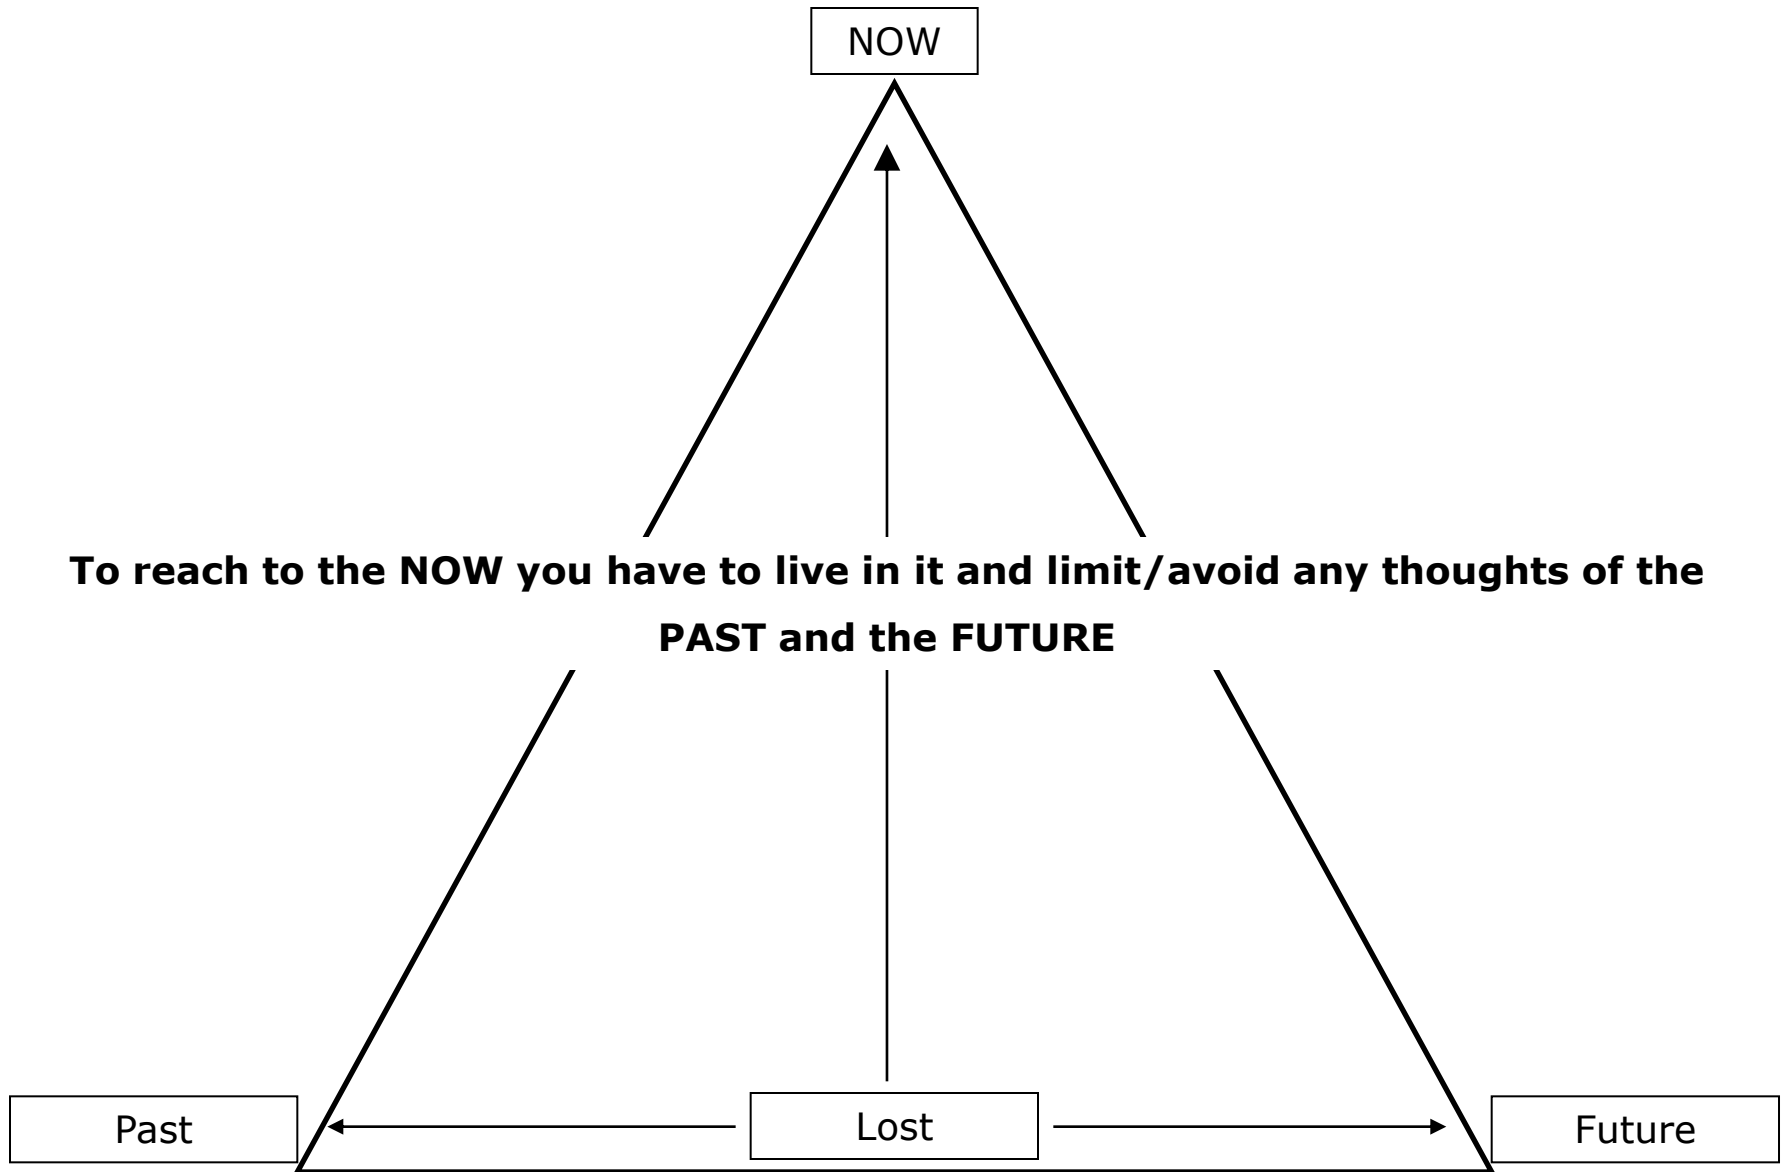 NOW
To reach to the NOW you have to live in it and limit/avoid any thoughts of the
PAST and the FUTURE
Past
Lost
Future